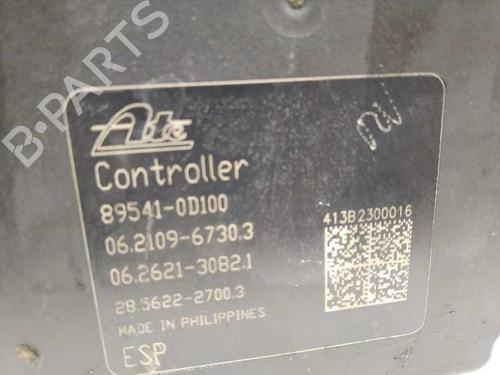 B-PARTS
Ate
Controller
89541-0D100
06.2109-6730.3
413B2300016
06.2621-3082.1
28.5622-2700.3
MADE IN PHILIPPINES
ESP